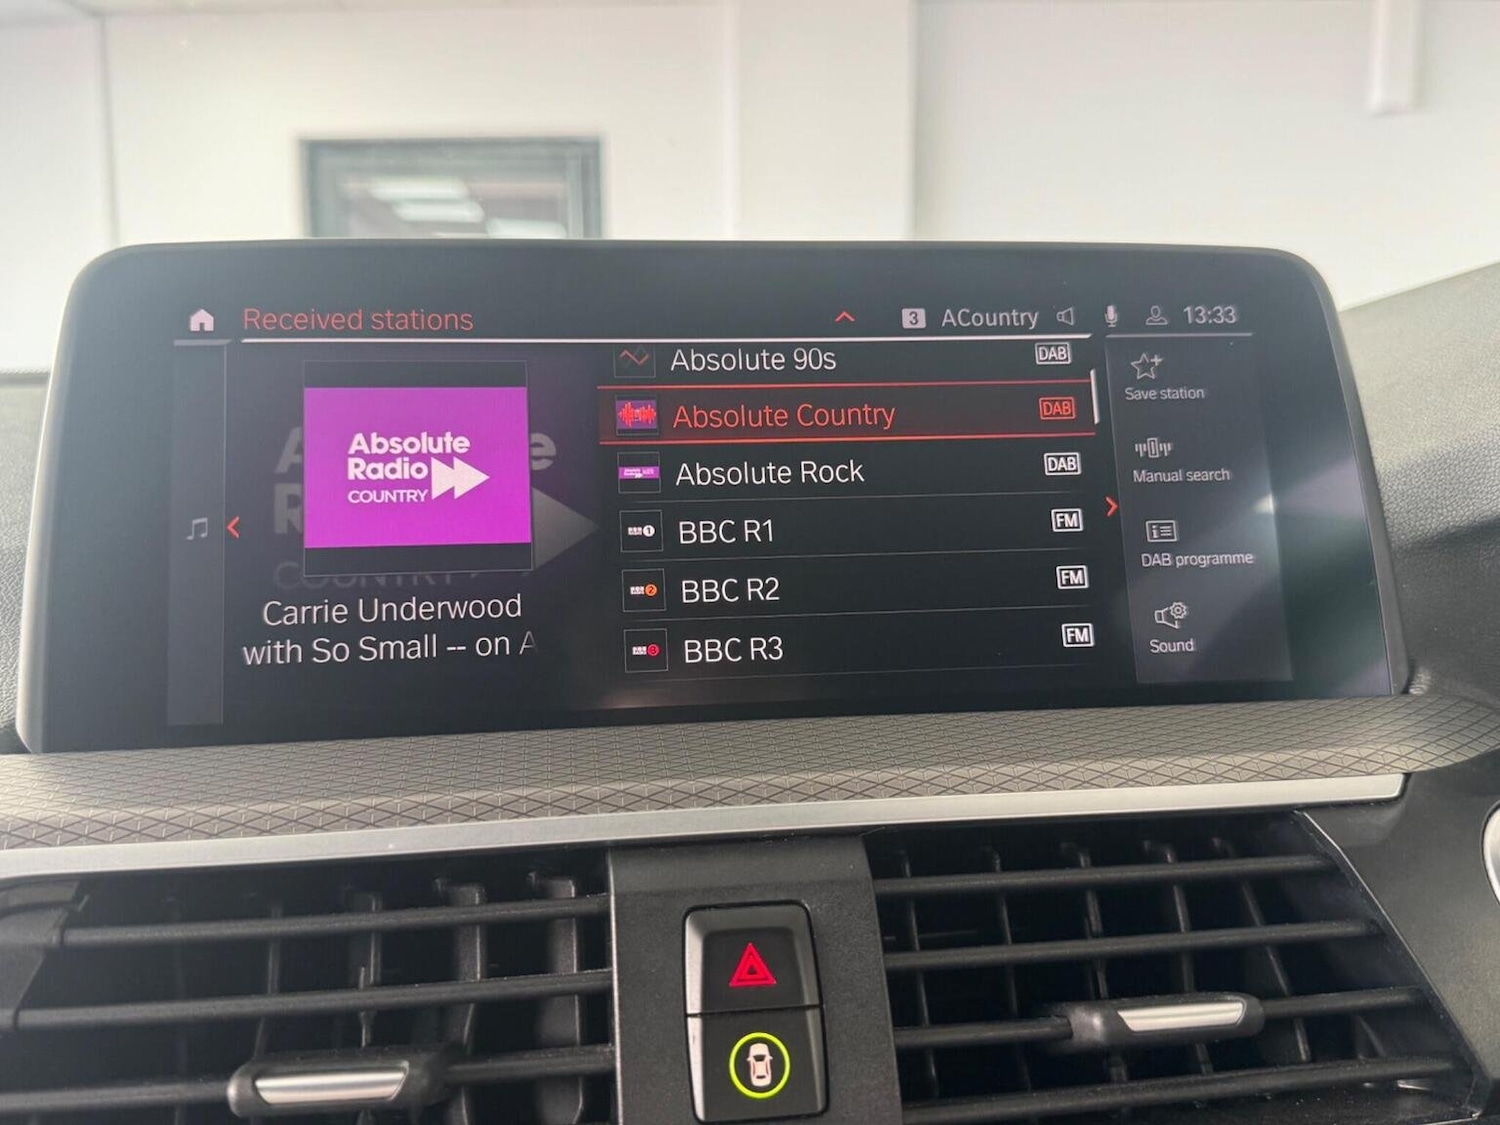 Received stations
3 ACountry
13:33
Absolute
Radio
COUNTRY
Carrie Underwood
with So Small -- on A
Absolute 90s DAB
Absolute Country DAB
Absolute Rock DAB
BBC R1 FM
BBC R2 FM
BBC R3 FM
Save station
Manual search
DAB programme
Sound